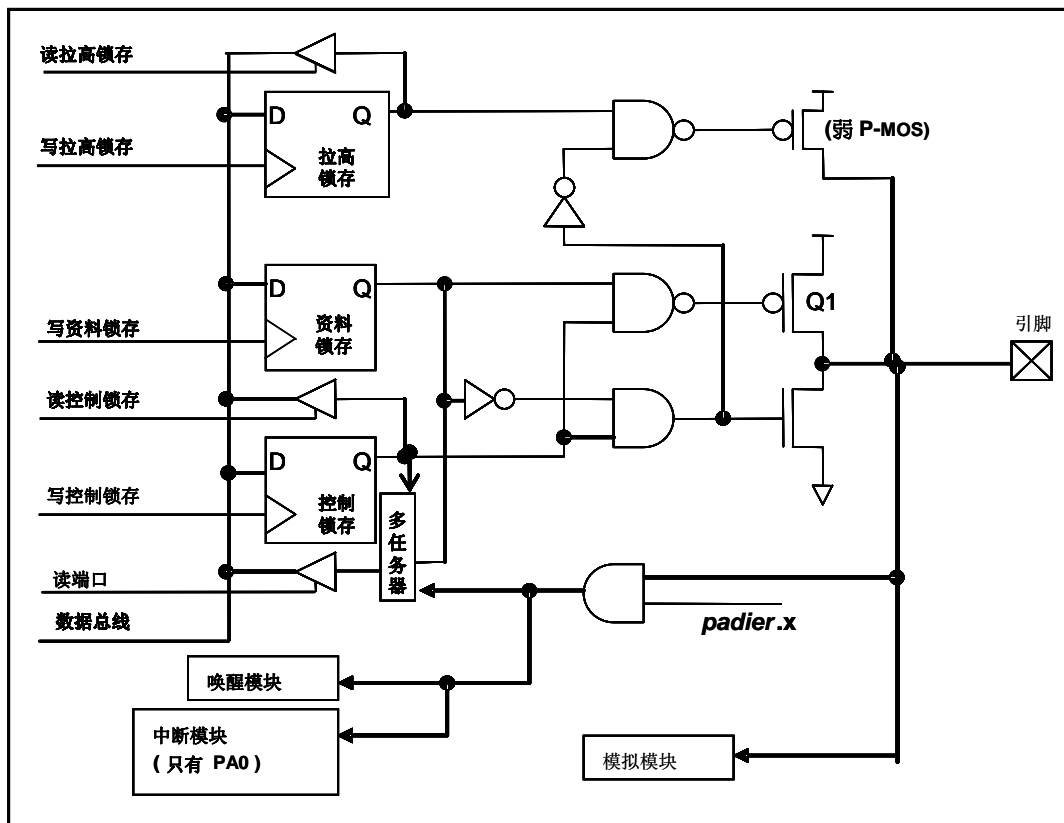 读拉高锁存
D
Q
(弱 P-MOS)
写拉高锁存
拉高
锁存
D
Q
Q1
资料
锁存
写资料锁存
引脚
读控制锁存
D
Q
控制
锁存
写控制锁存
多
任
务
器
读端口
数据总线
padier.x
唤醒模块
中断模块
( 只有 PA0 )
模拟模块